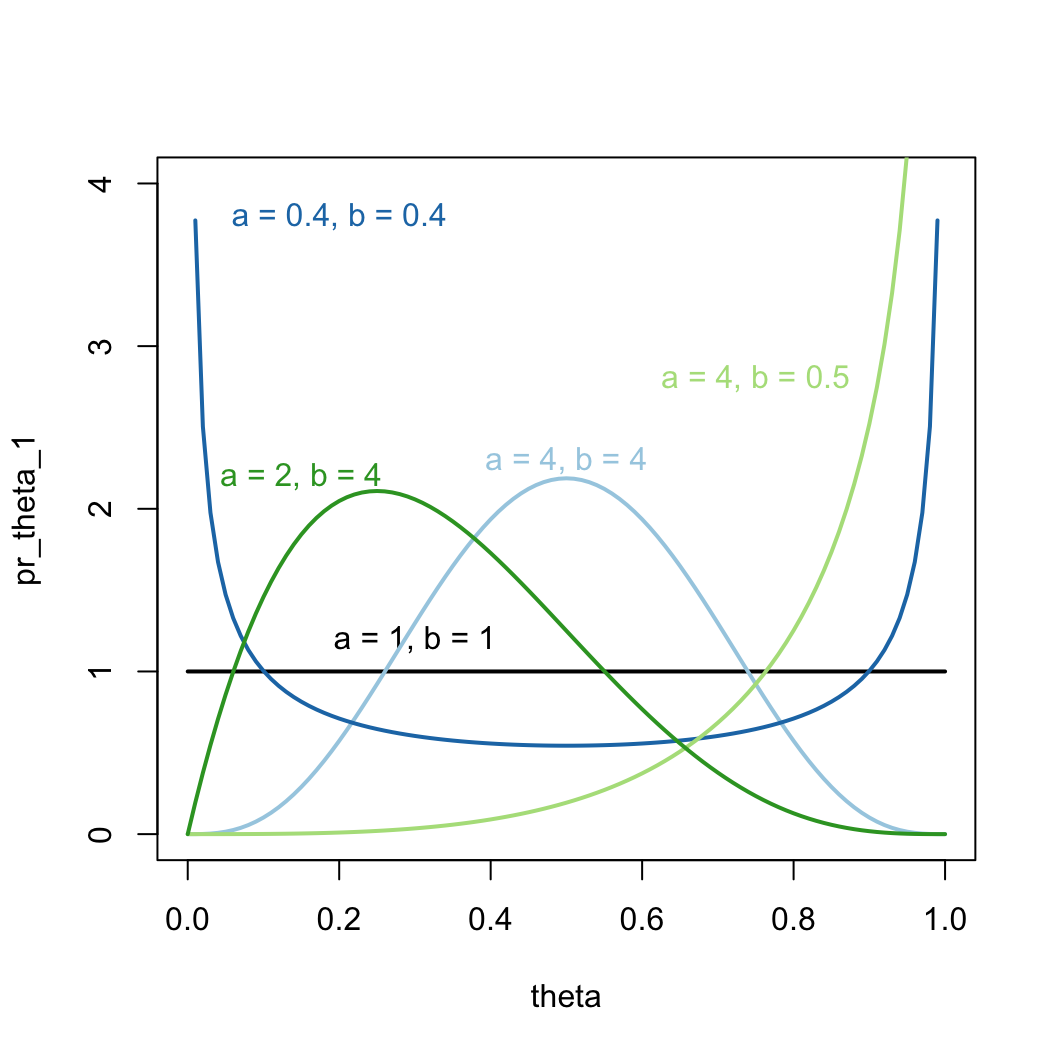 4
a = 0.4, b = 0.4
3
a = 4, b = 0.5
a = 4, b = 4
a = 2, b = 4
2
pr_theta_1
a = 1, b = 1
1
0
0.0 0.2 0.4 0.6 0.8 1.0
theta